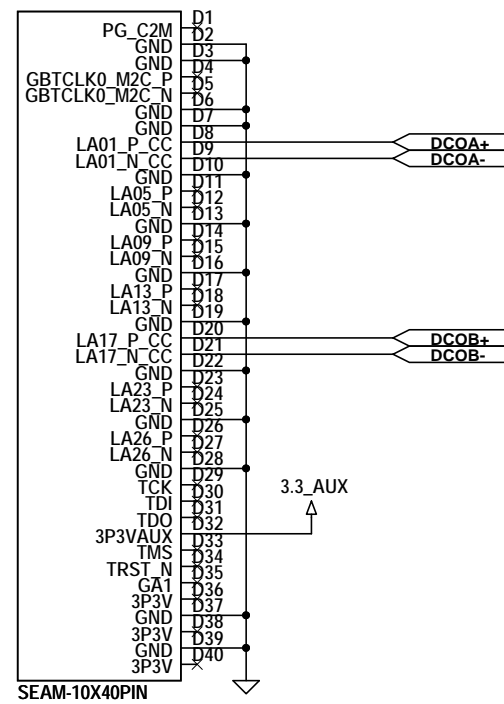 PG_C2M D1
GND D2
GND D3
GBTCLK0_M2C_P D4
GBTCLK0_M2C_N D5
GND D6
GND D7
LA01_P_CC D8 DCOA+
LA01_N_CC D9 DCOA-
GND D10
LA05_P D11
LA05_N D12
GND D13
LA09_P D14
LA09_N D15
GND D16
LA13_P D17
LA13_N D18
GND D19
LA17_P_CC D20 DCOB+
LA17_N_CC D21 DCOB-
GND D22
LA23_P D23
LA23_N D24
GND D25
LA26_P D26
LA26_N D27
GND D28
TCK D29 3.3_AUX
TDI D30
TDO D31
3P3VAUX D32
TMS D33
TRST_N D34
GA1 D35
3P3V D36
GND D37
3P3V D38
GND D39
3P3V D40
SEAM-10X40PIN